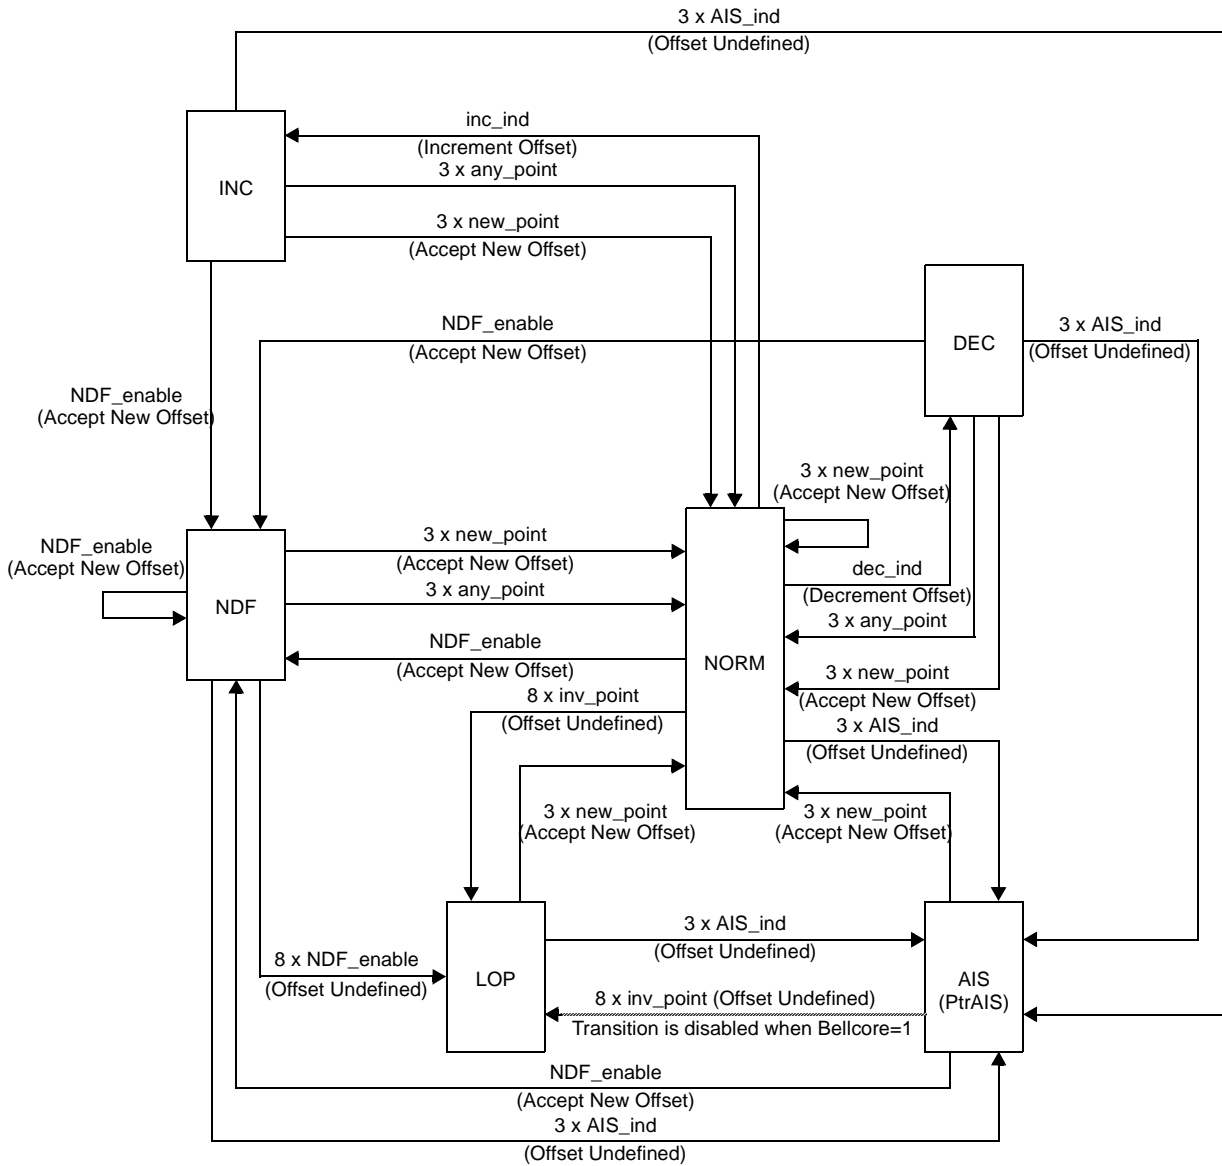 3 x AIS_ind
(Offset Undefined)
inc_ind
(Increment Offset)
3 x any_point
INC
3 x new_point
(Accept New Offset)
NDF_enable
(Accept New Offset)
DEC
3 x AIS_ind
(Offset Undefined)
NDF_enable
(Accept New Offset)
3 x new_point
(Accept New Offset)
NDF_enable
(Accept New Offset)
NDF
3 x new_point
(Accept New Offset)
3 x any_point
dec_ind
(Decrement Offset)
3 x any_point
NDF_enable
(Accept New Offset)
NORM
3 x new_point
(Accept New Offset)
8 x inv_point
(Offset Undefined)
3 x AIS_ind
(Offset Undefined)
3 x new_point
(Accept New Offset)
3 x new_point
(Accept New Offset)
3 x AIS_ind
(Offset Undefined)
8 x NDF_enable
(Offset Undefined)
LOP
AIS
(PtrAIS)
8 x inv_point (Offset Undefined)
Transition is disabled when Bellcore=1
NDF_enable
(Accept New Offset)
3 x AIS_ind
(Offset Undefined)